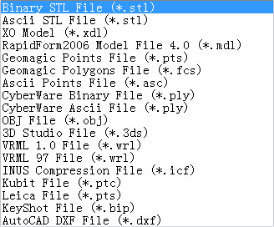 Binary STL File (*.stl)
Ascii STL File (*.stl)
XO Model (*.xdl)
RapidForm2006 Model File 4.0 (*.mdl)
Geomagic Points File (*.pts)
Geomagic Polygons File (*.fcs)
Ascii Points File (*.asc)
CyberWare Binary File (*.ply)
CyberWare Ascii File (*.ply)
OBJ File (*.obj)
3D Studio File (*.3ds)
VRML 1.0 File (*.wrl)
VRML 97 File (*.wrl)
INUS Compression File (*.icf)
Kubit File (*.ptc)
Leica File (*.pts)
KeyShot File (*.bip)
AutoCAD DXF File (*.dxf)